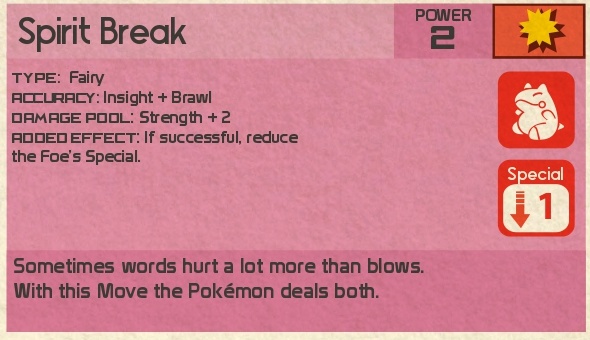 Spirit Break
POWER
2
TYPE: Fairy
ACCURACY: Insight + Brawl
DAMAGE POOL: Strength + 2
ADDED EFFECT: If successful, reduce
the Foe's Special.
Special
1
Sometimes words hurt a lot more than blows.
With this Move the Pokémon deals both.